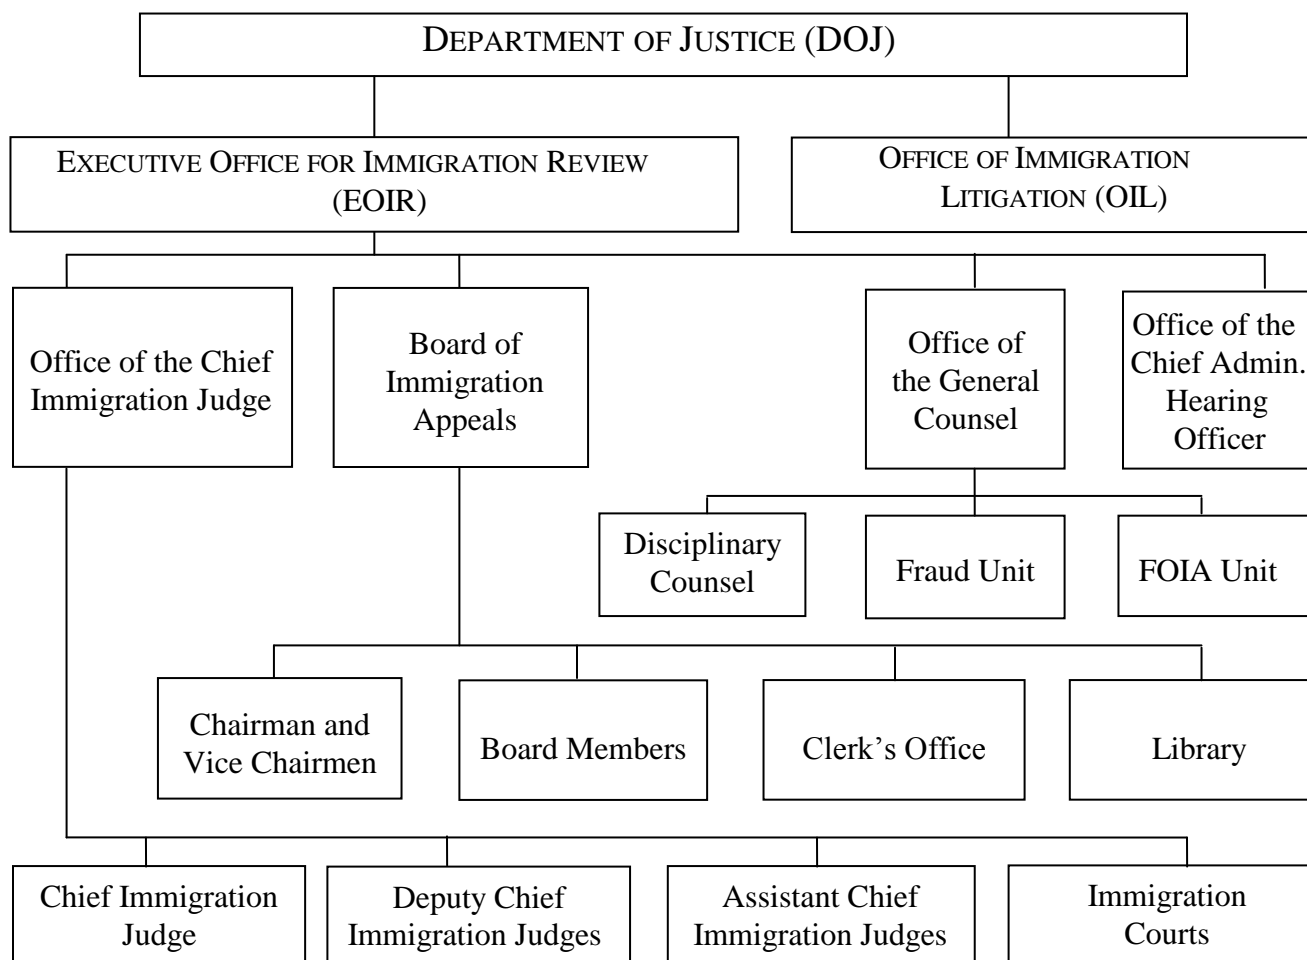 DEPARTMENT OF JUSTICE (DOJ)
EXECUTIVE OFFICE FOR IMMIGRATION REVIEW
(EOIR)
OFFICE OF IMMIGRATION
LITIGATION (OIL)
Office of the Chief
Immigration Judge
Board of
Immigration
Appeals
Office of
the General
Counsel
Office of the
Chief Admin.
Hearing
Officer
Disciplinary
Counsel
Fraud Unit
FOIA Unit
Chairman and
Vice Chairmen
Board Members
Clerk’s Office
Library
Chief Immigration
Judge
Deputy Chief
Immigration Judges
Assistant Chief
Immigration Judges
Immigration
Courts